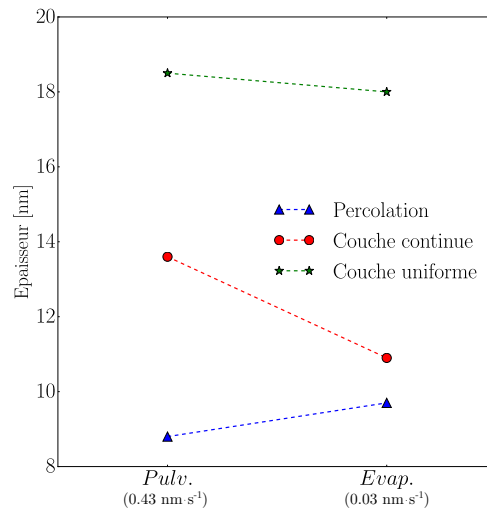 20
18
16
14
12
10
8
Epaisseur [nm]
Percolation
Couche continue
Couche uniforme
Pulv.
(0.43 nm·s⁻¹)
Evap.
(0.03 nm·s⁻¹)